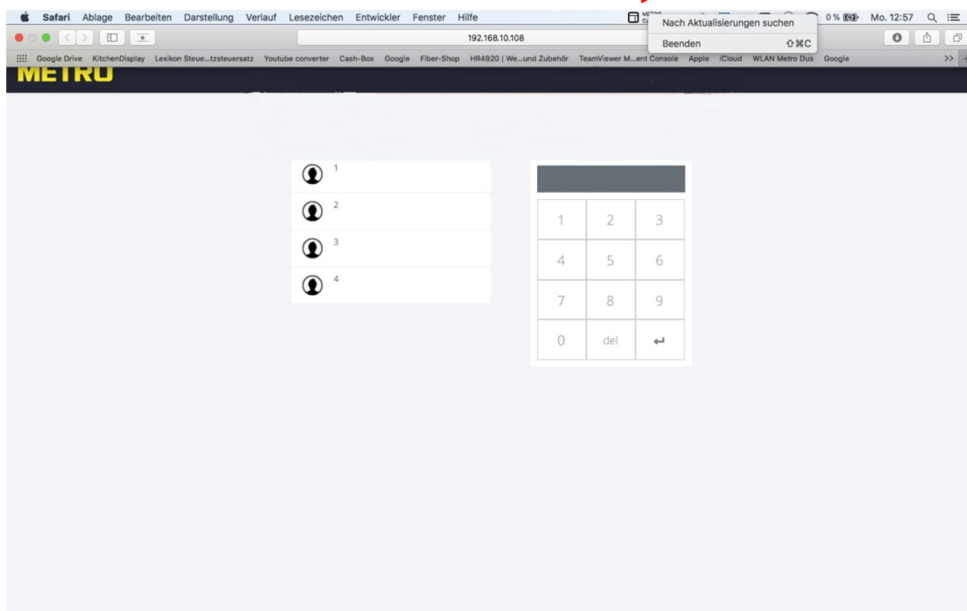 Safari Ablage Bearbeiten Darstellung Verlauf Lesezeichen Entwickler Fenster Hilfe 0 % Mo. 12:57
Nach Aktualisierungen suchen
Beenden ⇧⌘C
192.168.10.108
Google Drive KitchenDisplay Lexikon Steue...tzsteuersatz Youtube converter Cash-Box Google Fiber-Shop HR4920 | We...und Zubehör TeamViewer M...ent Console Apple iCloud WLAN Metro Dus Google >>
METRO
1
2
3
4
1 2 3
4 5 6
7 8 9
0 del ↵